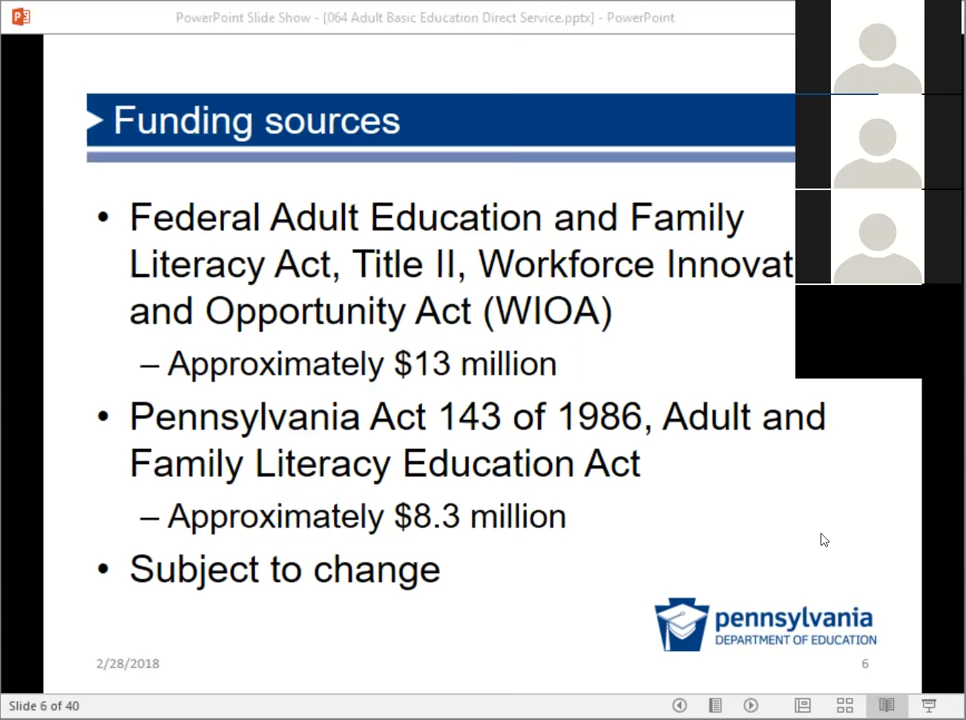 PowerPoint Slide Show - [064 Adult Basic Education Direct Service.pptx] - PowerPoint
Funding sources
• Federal Adult Education and Family
Literacy Act, Title II, Workforce Innovat
and Opportunity Act (WIOA)
– Approximately $13 million
• Pennsylvania Act 143 of 1986, Adult and
Family Literacy Education Act
– Approximately $8.3 million
• Subject to change
pennsylvania
DEPARTMENT OF EDUCATION
2/28/2018
6
Slide 6 of 40